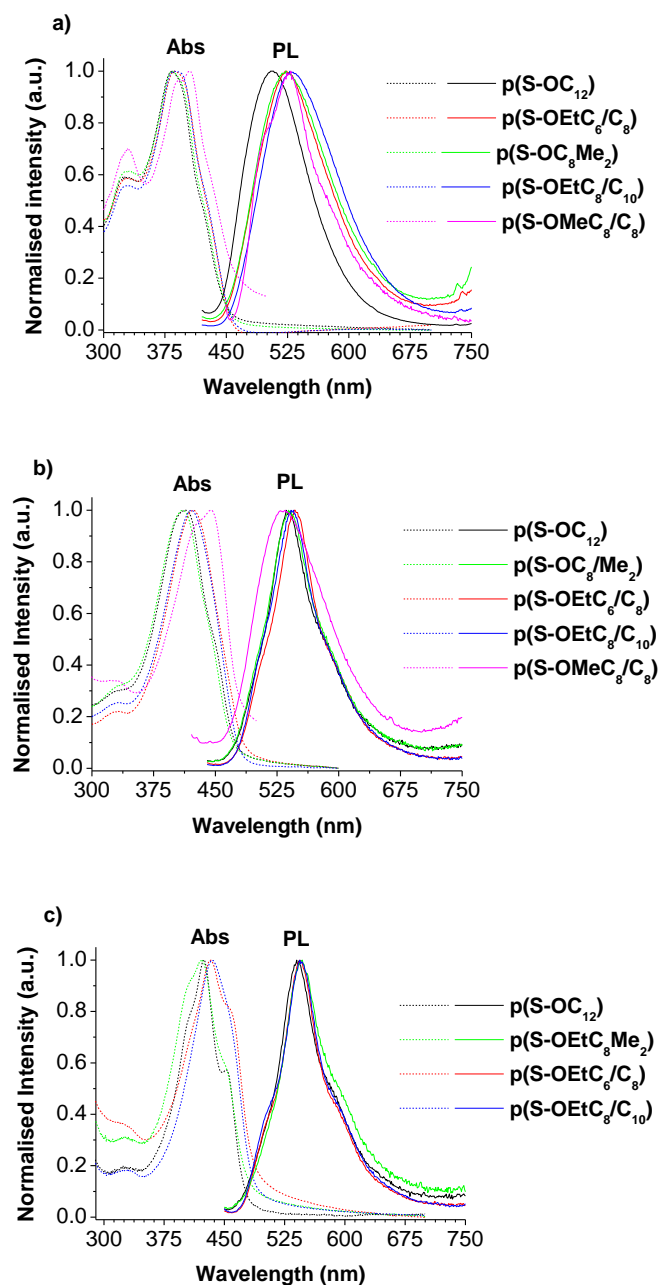 a)
Abs PL
1.0
0.8
0.6
0.4
0.2
0.0
Normalised intensity (a.u.)
300 375 450 525 600 675 750
Wavelength (nm)
p(S-OC12)
p(S-OEtC6/C8)
p(S-OC8Me2)
p(S-OEtC8/C10)
p(S-OMeC8/C8)
b)
Abs PL
1.0
0.8
0.6
0.4
0.2
0.0
Normalised Intensity (a.u.)
300 375 450 525 600 675 750
Wavelength (nm)
p(S-OC12)
p(S-OC8/Me2)
p(S-OEtC6/C8)
p(S-OEtC8/C10)
p(S-OMeC8/C8)
c)
Abs PL
1.0
0.8
0.6
0.4
0.2
0.0
Normalised Intensity (a.u.)
300 375 450 525 600 675 750
Wavelength (nm)
p(S-OC12)
p(S-OEtC8Me2)
p(S-OEtC6/C8)
p(S-OEtC8/C10)